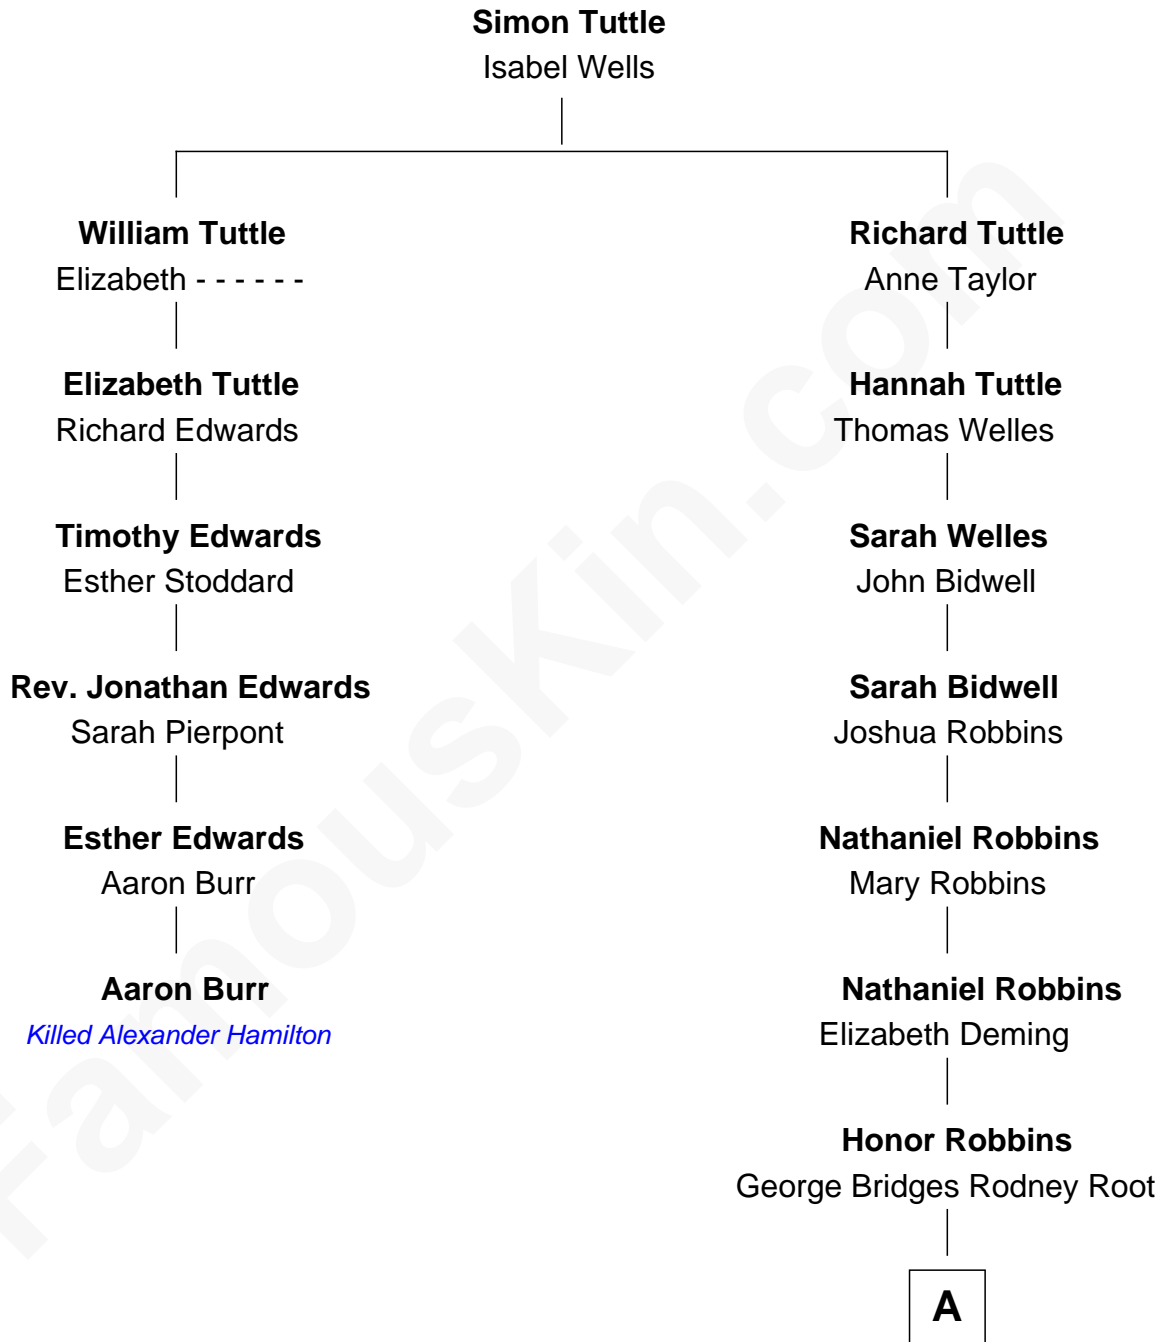 Simon Tuttle
Isabel Wells
William Tuttle
Elizabeth - - - - - -
Richard Tuttle
Anne Taylor
Elizabeth Tuttle
Richard Edwards
Hannah Tuttle
Thomas Welles
Timothy Edwards
Esther Stoddard
Sarah Welles
John Bidwell
Rev. Jonathan Edwards
Sarah Pierpont
Sarah Bidwell
Joshua Robbins
Esther Edwards
Aaron Burr
Nathaniel Robbins
Mary Robbins
Aaron Burr
Killed Alexander Hamilton
Nathaniel Robbins
Elizabeth Deming
Honor Robbins
George Bridges Rodney Root
A
FamousKin.com